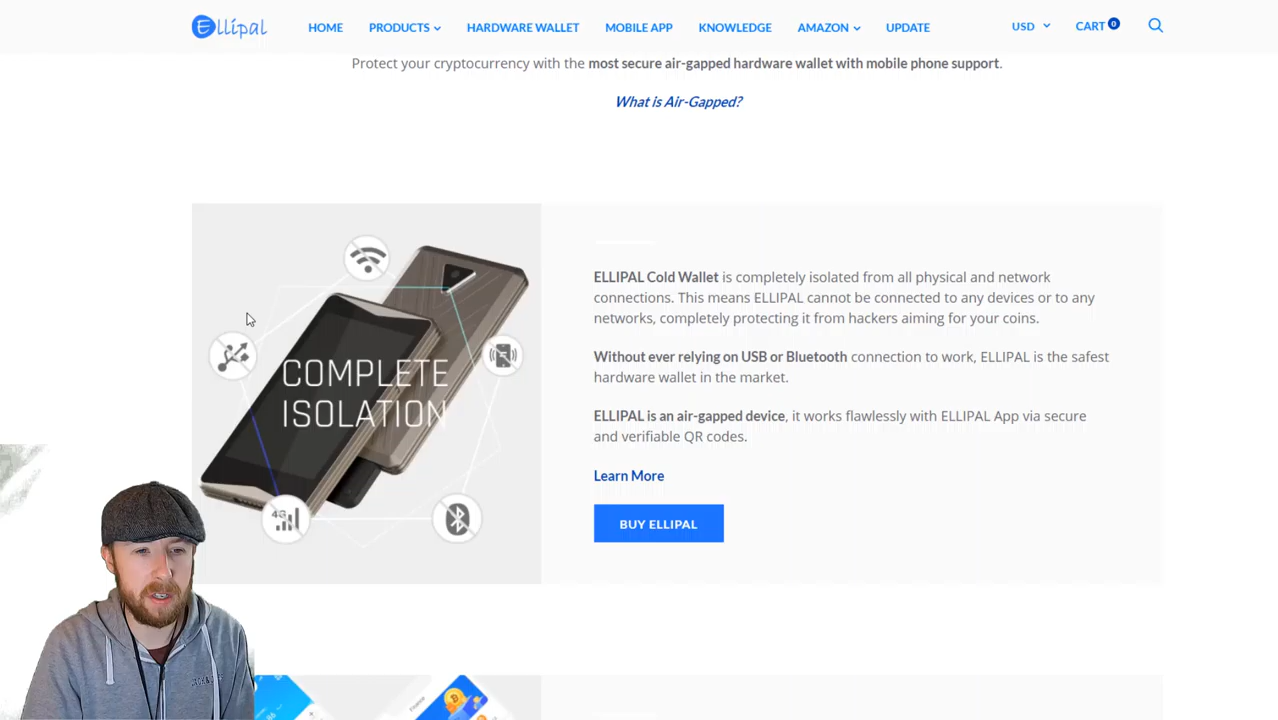 Ellipal
HOME PRODUCTS HARDWARE WALLET MOBILE APP KNOWLEDGE AMAZON UPDATE USD CART 0
Protect your cryptocurrency with the most secure air-gapped hardware wallet with mobile phone support.
What is Air-Gapped?
COMPLETE
ISOLATION
4G
ELLIPAL Cold Wallet is completely isolated from all physical and network
connections. This means ELLIPAL cannot be connected to any devices or to any
networks, completely protecting it from hackers aiming for your coins.
Without ever relying on USB or Bluetooth connection to work, ELLIPAL is the safest
hardware wallet in the market.
ELLIPAL is an air-gapped device, it works flawlessly with ELLIPAL App via secure
and verifiable QR codes.
Learn More
BUY ELLIPAL